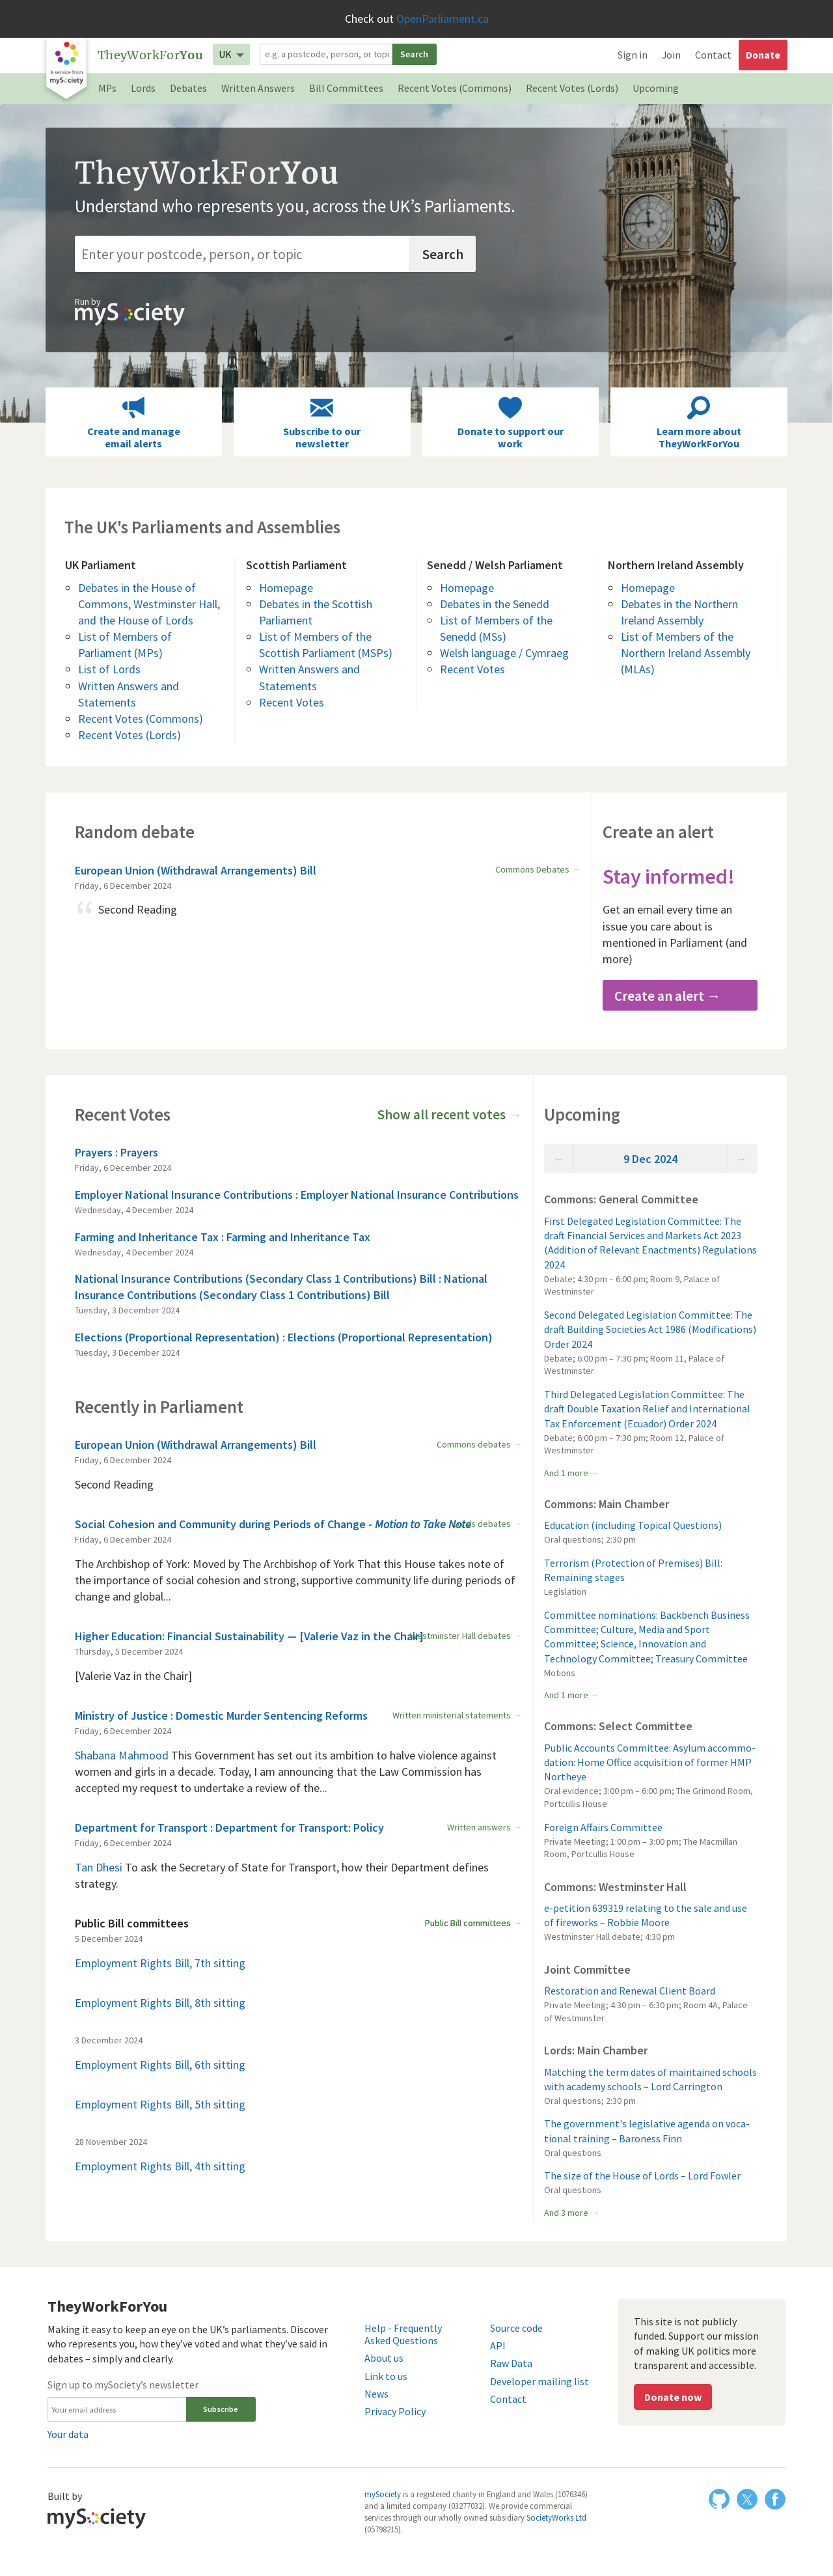 Check out OpenParliament.ca
A service from
mySociety
TheyWorkForYou
UK
e.g. a postcode, person, or topi
Search
Sign in
Join
Contact
Donate
MPs
Lords
Debates
Written Answers
Bill Committees
Recent Votes (Commons)
Recent Votes (Lords)
Upcoming
TheyWorkForYou
Understand who represents you, across the UK’s Parliaments.
Enter your postcode, person, or topic
Search
Run by
mySociety
Create and manage
email alerts
Subscribe to our
newsletter
Donate to support our
work
Learn more about
TheyWorkForYou
The UK's Parliaments and Assemblies
UK Parliament
Debates in the House of
Commons, Westminster Hall,
and the House of Lords
List of Members of
Parliament (MPs)
List of Lords
Written Answers and
Statements
Recent Votes (Commons)
Recent Votes (Lords)
Scottish Parliament
Homepage
Debates in the Scottish
Parliament
List of Members of the
Scottish Parliament (MSPs)
Written Answers and
Statements
Recent Votes
Senedd / Welsh Parliament
Homepage
Debates in the Senedd
List of Members of the
Senedd (MSs)
Welsh language / Cymraeg
Recent Votes
Northern Ireland Assembly
Homepage
Debates in the Northern
Ireland Assembly
List of Members of the
Northern Ireland Assembly
(MLAs)
Random debate
European Union (Withdrawal Arrangements) Bill
Commons Debates →
Friday, 6 December 2024
“ Second Reading
Create an alert
Stay informed!
Get an email every time an
issue you care about is
mentioned in Parliament (and
more)
Create an alert →
Recent Votes
Show all recent votes →
Prayers : Prayers
Friday, 6 December 2024
Employer National Insurance Contributions : Employer National Insurance Contributions
Wednesday, 4 December 2024
Farming and Inheritance Tax : Farming and Inheritance Tax
Wednesday, 4 December 2024
National Insurance Contributions (Secondary Class 1 Contributions) Bill : National
Insurance Contributions (Secondary Class 1 Contributions) Bill
Tuesday, 3 December 2024
Elections (Proportional Representation) : Elections (Proportional Representation)
Tuesday, 3 December 2024
Recently in Parliament
European Union (Withdrawal Arrangements) Bill
Commons debates →
Friday, 6 December 2024
Second Reading
Social Cohesion and Community during Periods of Change - Motion to Take Note
debates →
Friday, 6 December 2024
The Archbishop of York: Moved by The Archbishop of York That this House takes note of
the importance of social cohesion and strong, supportive community life during periods of
change and global...
Higher Education: Financial Sustainability — [Valerie Vaz in the Chair]
Westminster Hall debates →
Thursday, 5 December 2024
[Valerie Vaz in the Chair]
Ministry of Justice : Domestic Murder Sentencing Reforms
Written ministerial statements →
Friday, 6 December 2024
Shabana Mahmood This Government has set out its ambition to halve violence against
women and girls in a decade. Today, I am announcing that the Law Commission has
accepted my request to undertake a review of the...
Department for Transport : Department for Transport: Policy
Written answers →
Friday, 6 December 2024
Tan Dhesi To ask the Secretary of State for Transport, how their Department defines
strategy.
Public Bill committees
Public Bill committees →
5 December 2024
Employment Rights Bill, 7th sitting
Employment Rights Bill, 8th sitting
3 December 2024
Employment Rights Bill, 6th sitting
Employment Rights Bill, 5th sitting
28 November 2024
Employment Rights Bill, 4th sitting
Upcoming
← 9 Dec 2024 →
Commons: General Committee
First Delegated Legislation Committee: The
draft Financial Services and Markets Act 2023
(Addition of Relevant Enactments) Regulations
2024
Debate; 4:30 pm – 6:00 pm; Room 9, Palace of
Westminster
Second Delegated Legislation Committee: The
draft Building Societies Act 1986 (Modifications)
Order 2024
Debate; 6:00 pm – 7:30 pm; Room 11, Palace of
Westminster
Third Delegated Legislation Committee: The
draft Double Taxation Relief and International
Tax Enforcement (Ecuador) Order 2024
Debate; 6:00 pm – 7:30 pm; Room 12, Palace of
Westminster
And 1 more →
Commons: Main Chamber
Education (including Topical Questions)
Oral questions; 2:30 pm
Terrorism (Protection of Premises) Bill:
Remaining stages
Legislation
Committee nominations: Backbench Business
Committee; Culture, Media and Sport
Committee; Science, Innovation and
Technology Committee; Treasury Committee
Motions
And 1 more →
Commons: Select Committee
Public Accounts Committee: Asylum accommo-
dation: Home Office acquisition of former HMP
Northeye
Oral evidence; 3:00 pm – 6:00 pm; The Grimond Room,
Portcullis House
Foreign Affairs Committee
Private Meeting; 1:00 pm – 3:00 pm; The Macmillan
Room, Portcullis House
Commons: Westminster Hall
e-petition 639319 relating to the sale and use
of fireworks – Robbie Moore
Westminster Hall debate; 4:30 pm
Joint Committee
Restoration and Renewal Client Board
Private Meeting; 4:30 pm – 6:30 pm; Room 4A, Palace
of Westminster
Lords: Main Chamber
Matching the term dates of maintained schools
with academy schools – Lord Carrington
Oral questions; 2:30 pm
The government's legislative agenda on voca-
tional training – Baroness Finn
Oral questions
The size of the House of Lords – Lord Fowler
Oral questions
And 3 more →
TheyWorkForYou
Making it easy to keep an eye on the UK’s parliaments. Discover
who represents you, how they’ve voted and what they’ve said in
debates – simply and clearly.
Sign up to mySociety’s newsletter
Your email address
Subscribe
Your data
Help - Frequently
Asked Questions
About us
Link to us
News
Privacy Policy
Source code
API
Raw Data
Developer mailing list
Contact
This site is not publicly
funded. Support our mission
of making UK politics more
transparent and accessible.
Donate now
Built by
mySociety
mySociety is a registered charity in England and Wales (1076346)
and a limited company (03277032). We provide commercial
services through our wholly owned subsidiary SocietyWorks Ltd
(05798215).